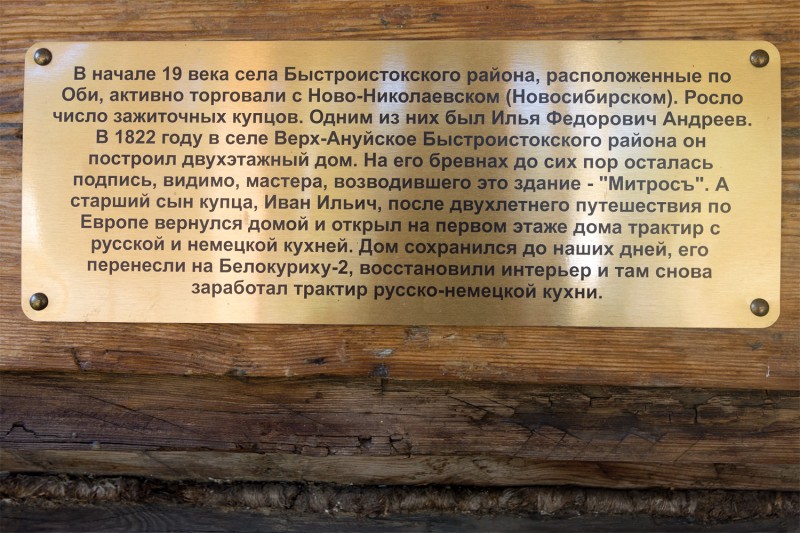 В начале 19 века села Быстроистокского района, расположенные по
Оби, активно торговали с Ново-Николаевском (Новосибирском). Росло
число зажиточных купцов. Одним из них был Илья Федорович Андреев.
В 1822 году в селе Верх-Ануйское Быстроистокского района он
построил двухэтажный дом. На его бревнах до сих пор осталась
подпись, видимо, мастера, возводившего это здание - "Митросъ". А
старший сын купца, Иван Ильич, после двухлетнего путешествия по
Европе вернулся домой и открыл на первом этаже дома трактир с
русской и немецкой кухней. Дом сохранился до наших дней, его
перенесли на Белокуриху-2, восстановили интерьер и там снова
заработал трактир русско-немецкой кухни.